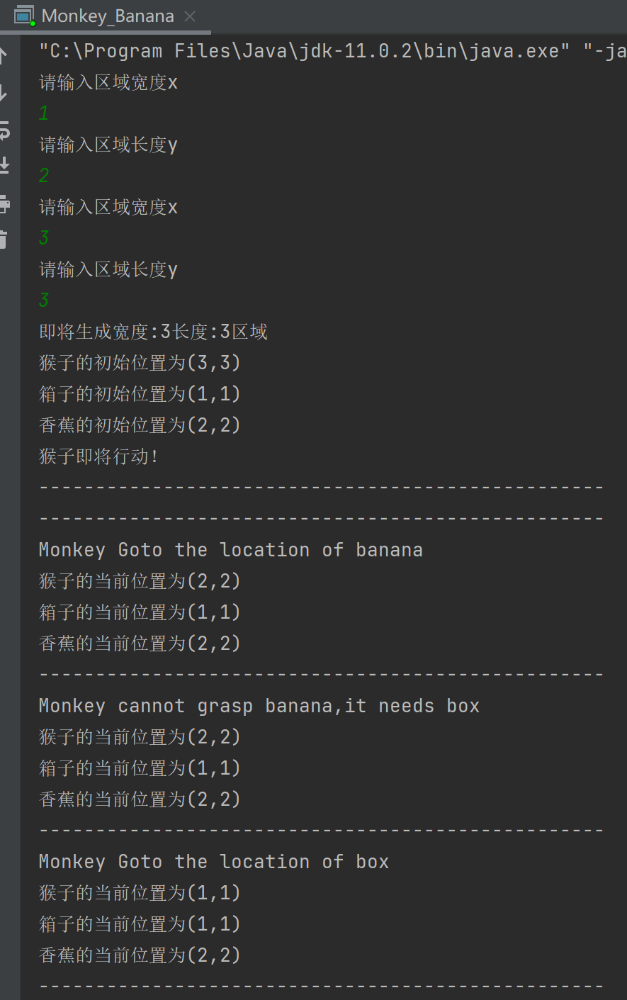 Monkey_Banana
"C:\Program Files\Java\jdk-11.0.2\bin\java.exe" "-ja
请输入区域宽度x
1
请输入区域长度y
2
请输入区域宽度x
3
请输入区域长度y
3
即将生成宽度:3长度:3区域
猴子的初始位置为(3,3)
箱子的初始位置为(1,1)
香蕉的初始位置为(2,2)
猴子即将行动!
--------------------------------------------------
--------------------------------------------------
Monkey Goto the location of banana
猴子的当前位置为(2,2)
箱子的当前位置为(1,1)
香蕉的当前位置为(2,2)
--------------------------------------------------
Monkey cannot grasp banana,it needs box
猴子的当前位置为(2,2)
箱子的当前位置为(1,1)
香蕉的当前位置为(2,2)
--------------------------------------------------
Monkey Goto the location of box
猴子的当前位置为(1,1)
箱子的当前位置为(1,1)
香蕉的当前位置为(2,2)
--------------------------------------------------